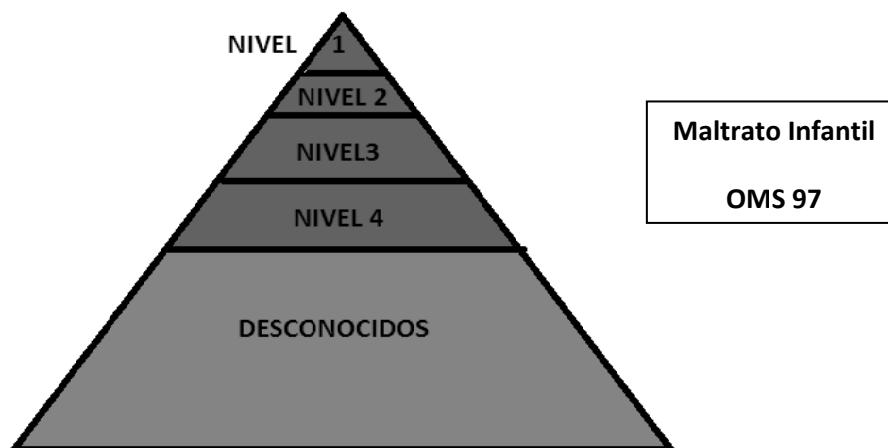 NIVEL 1
NIVEL 2
NIVEL3
NIVEL 4
DESCONOCIDOS
Maltrato Infantil
OMS 97